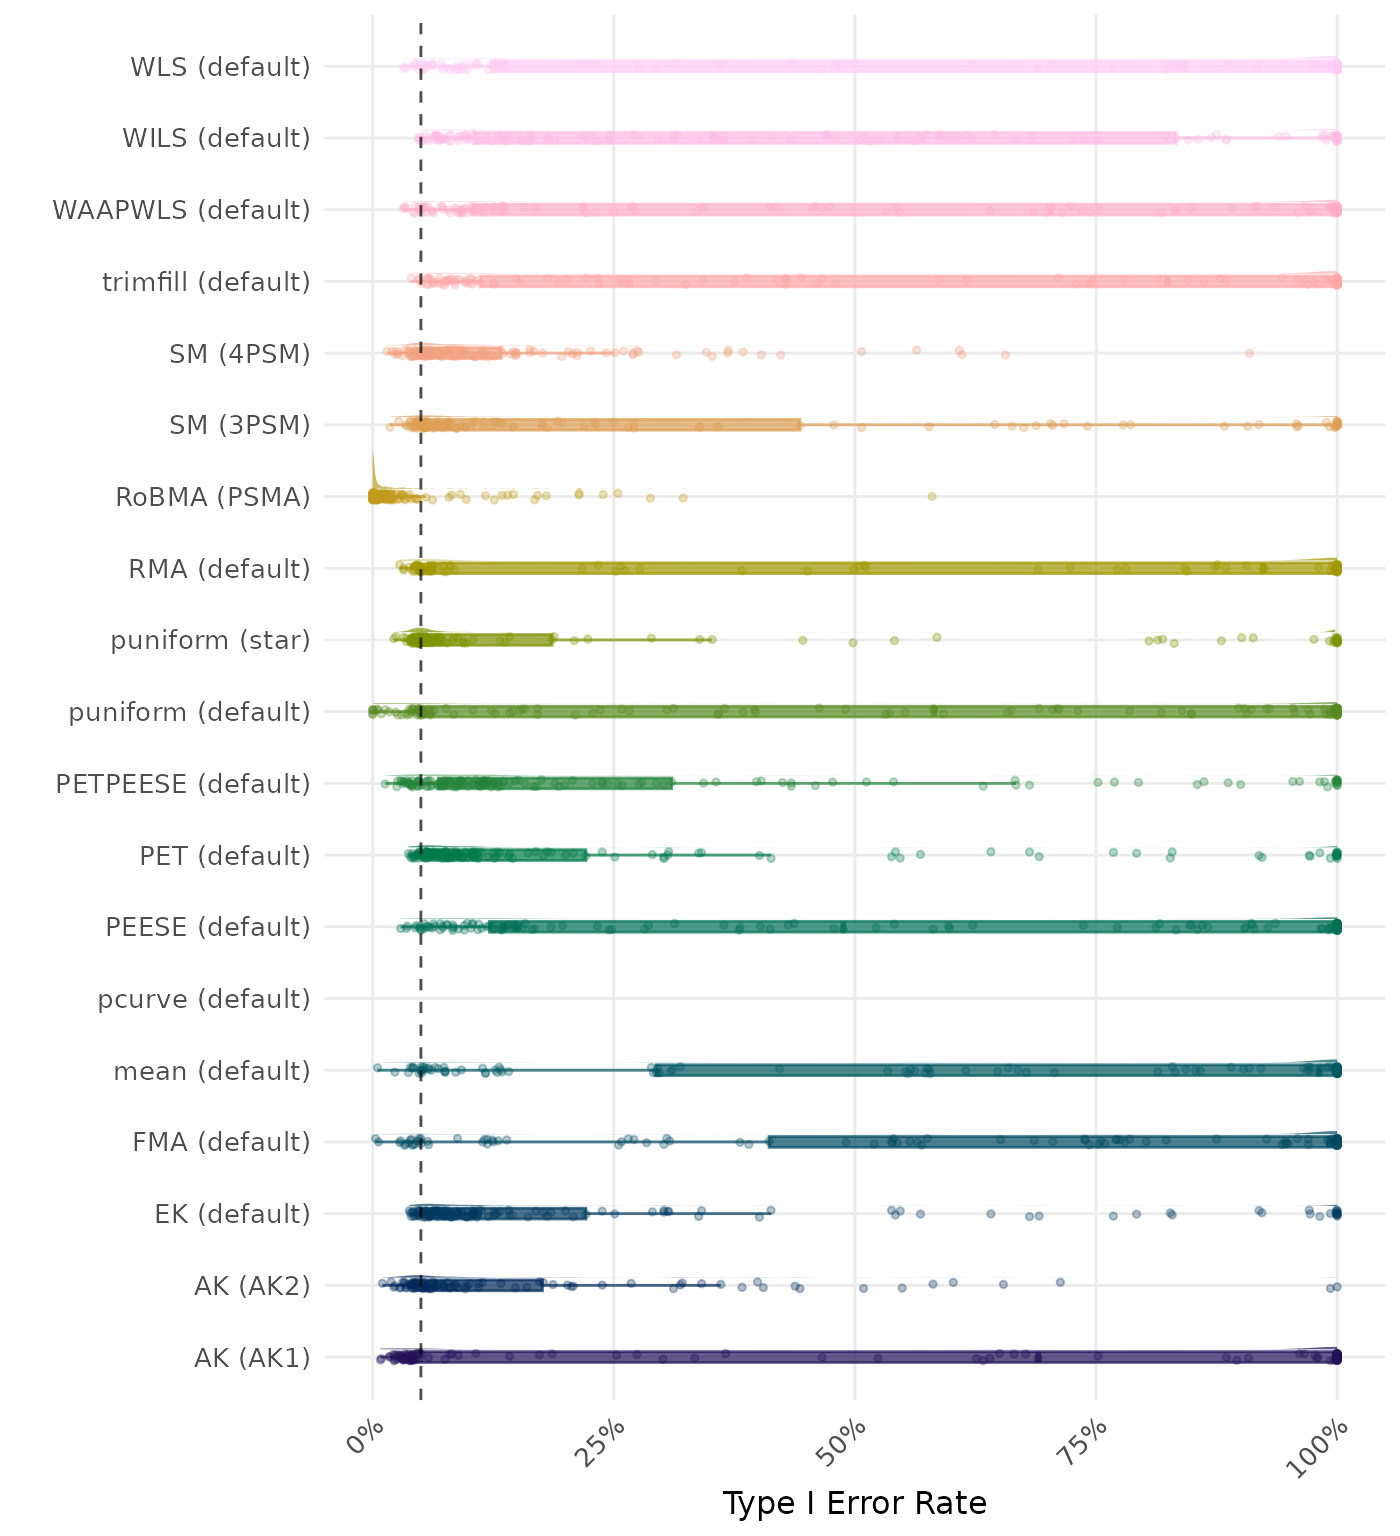 WLS (default)
WILS (default)
WAAPWLS (default)
trimfill (default)
SM (4PSM)
SM (3PSM)
RoBMA (PSMA)
RMA (default)
puniform (star)
puniform (default)
PETPEESE (default)
PET (default)
PEESE (default)
pcurve (default)
mean (default)
FMA (default)
EK (default)
AK (AK2)
AK (AK1)
0% 25% 50% 75% 100%
Type I Error Rate